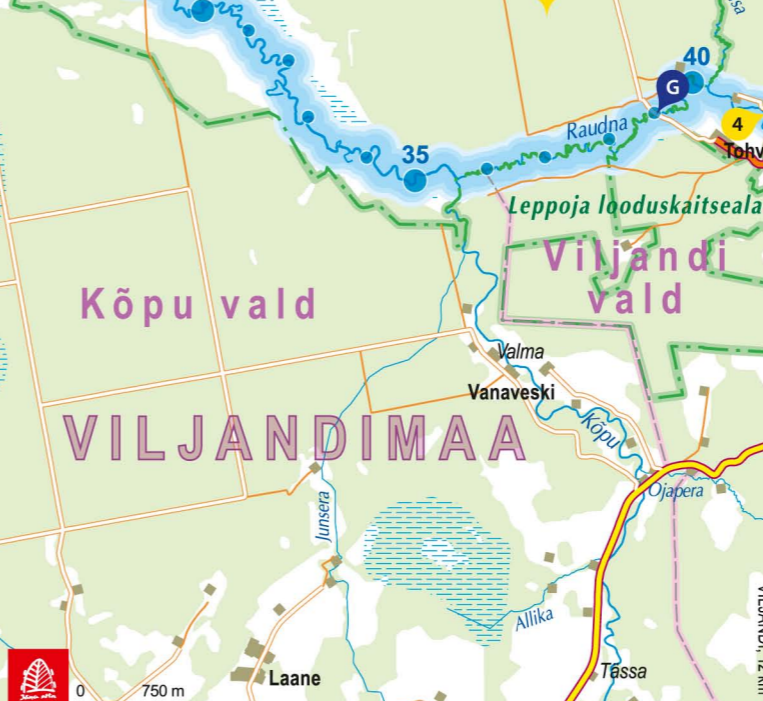 40
G
4
Raudna
35
Leppoja looduskaitseala
Viljandi
vald
Kõpu vald
Valma
Vanaveski
VILJANDIMAA
Kõpu
Ojapera
Junsera
Allika
Tässa
Laane
0 750 m